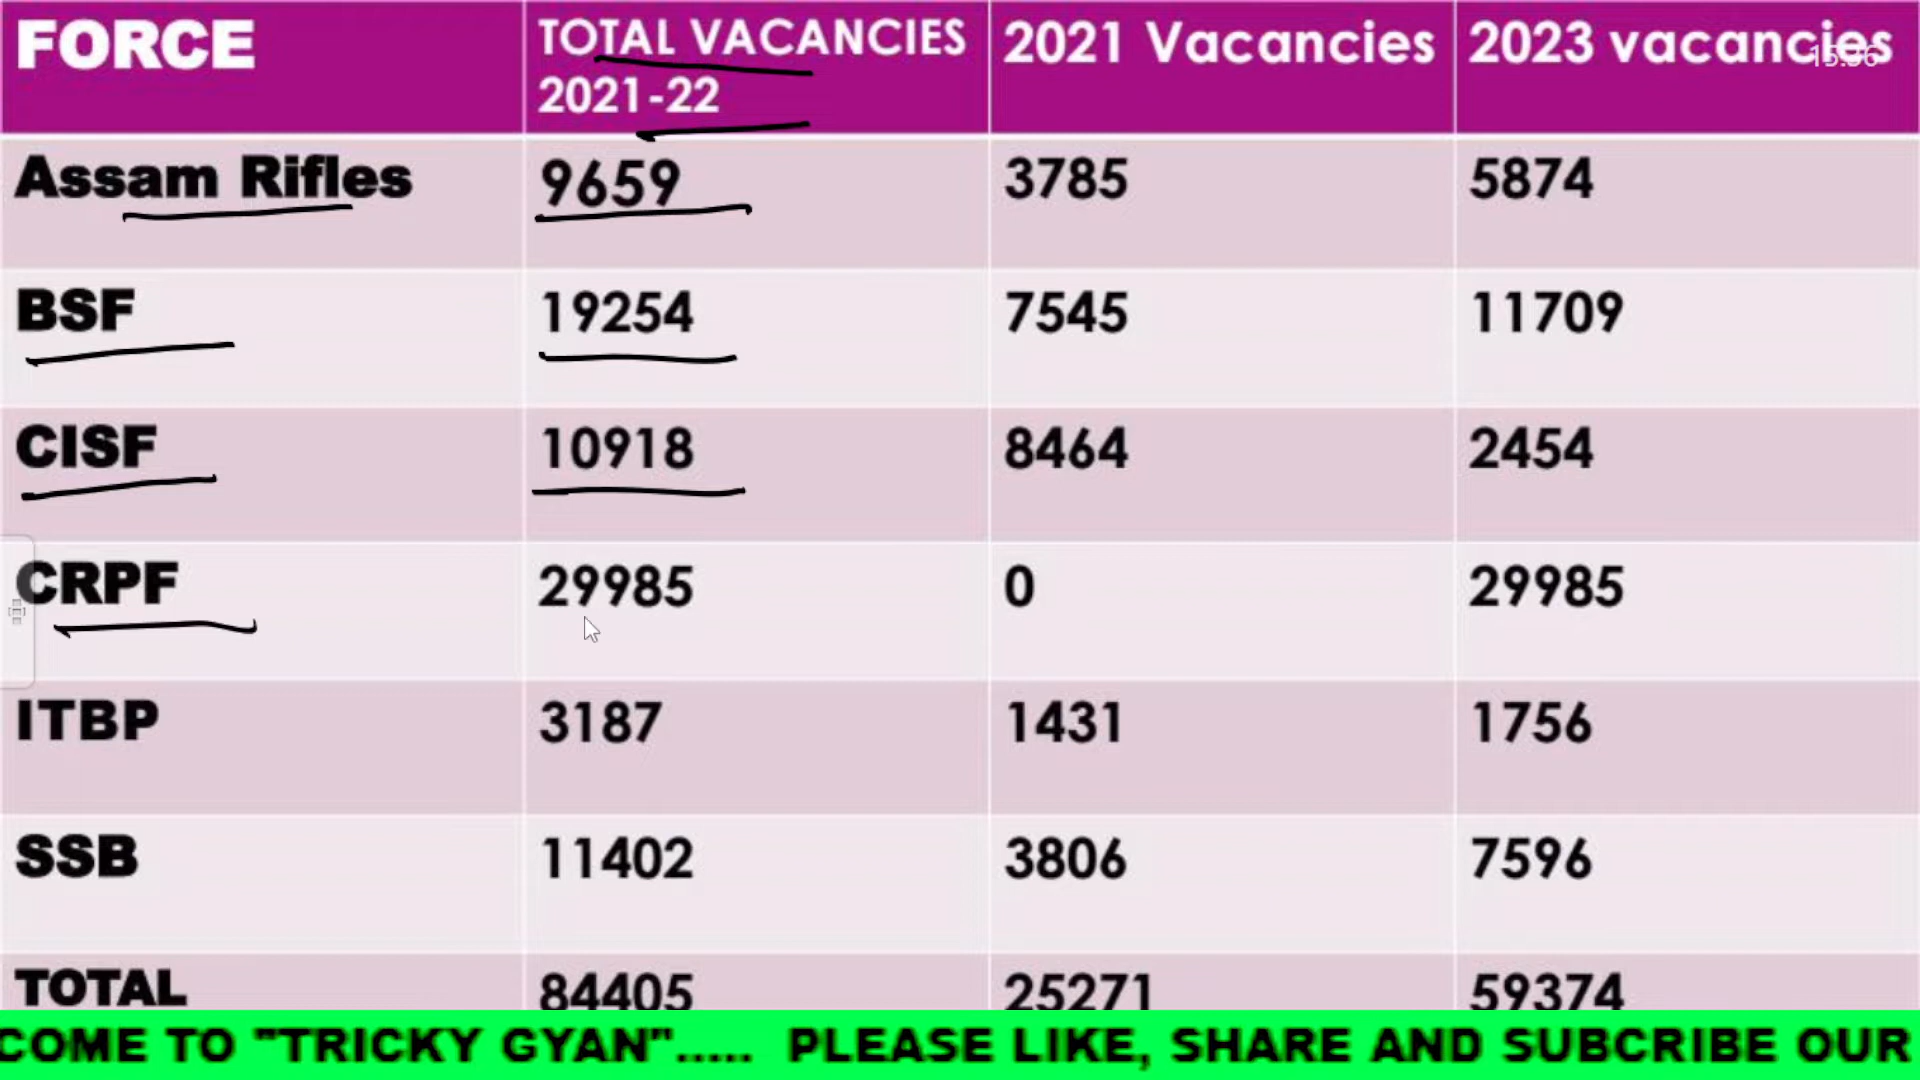 FORCE TOTAL VACANCIES 2021-22 2021 Vacancies 2023 vacancies
15:36
Assam Rifles 9659 3785 5874
BSF 19254 7545 11709
CISF 10918 8464 2454
CRPF 29985 0 29985
ITBP 3187 1431 1756
SSB 11402 3806 7596
TOTAL 84405 25271 59374
COME TO "TRICKY GYAN"..... PLEASE LIKE, SHARE AND SUBCRIBE OUR